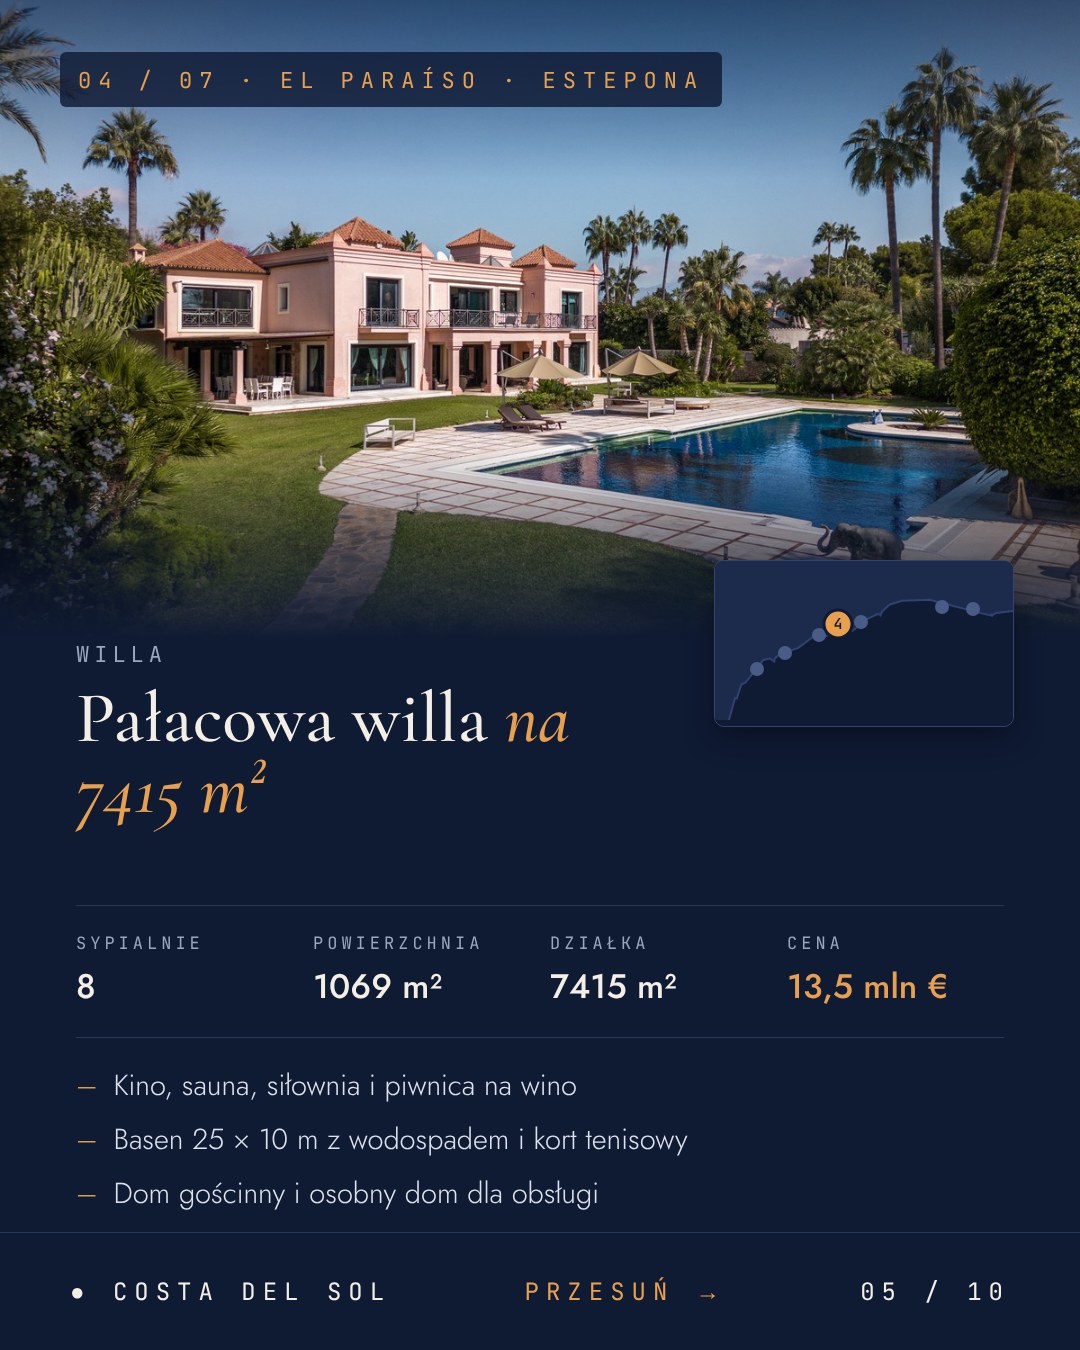 04 / 07 · EL PARAÍSO · ESTEPONA
4
WILLA
Pałacowa willa na
7415 m²
SYPIALNIE POWIERZCHNIA DZIAŁKA CENA
8 1069 m² 7415 m² 13,5 mln €
— Kino, sauna, siłownia i piwnica na wino
— Basen 25 × 10 m z wodospadem i kort tenisowy
— Dom gościnny i osobny dom dla obsługi
• COSTA DEL SOL PRZESUŃ → 05 / 10